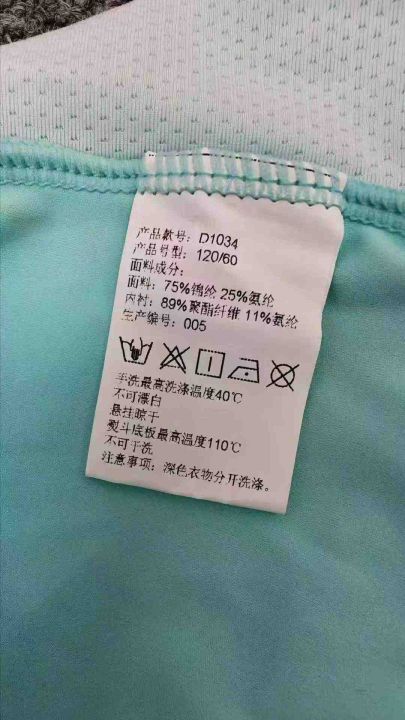 产品款号: D1034
产品号型: 120/60
面料成分:
面料: 75%锦纶 25%氨纶
内衬: 89%聚酯纤维 11%氨纶
生产编号: 005
手洗最高洗涤温度40℃
不可漂白
悬挂晾干
熨斗底板最高温度110℃
不可干洗
注意事项: 深色衣物分开洗涤。